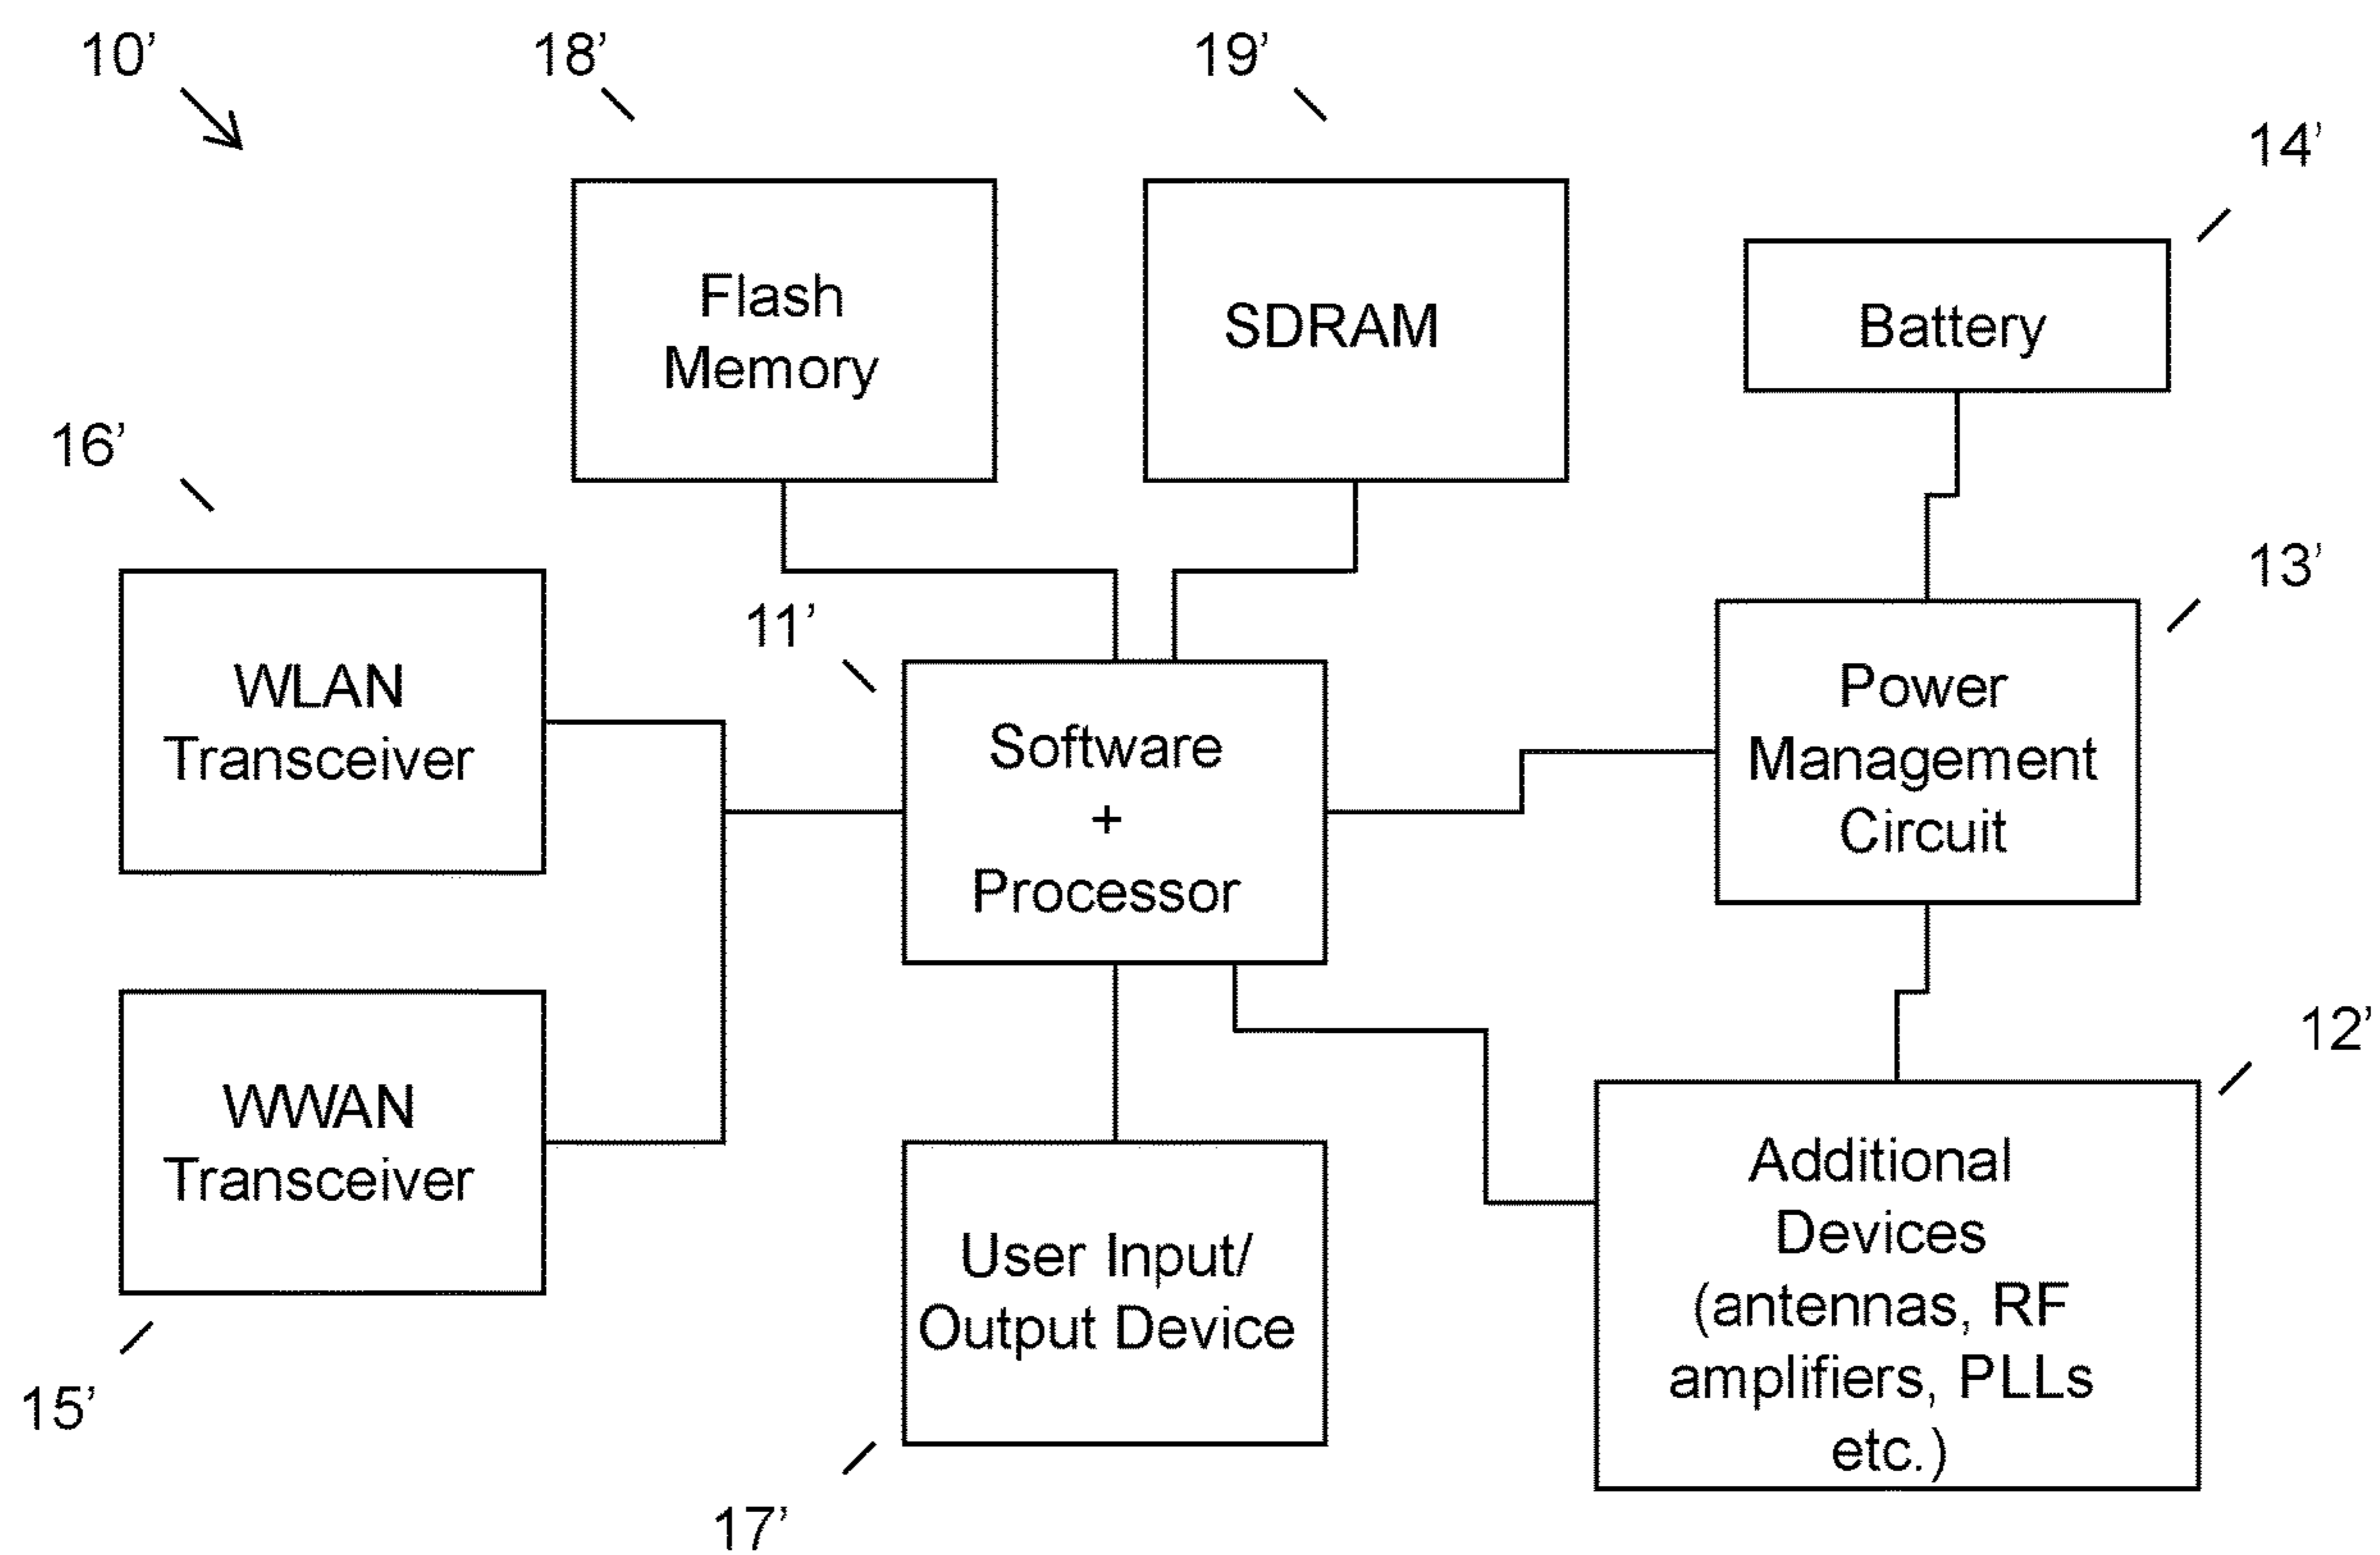 10’
18’
19’
14’
Flash
Memory
SDRAM
Battery
16’
13’
11’
WLAN
Transceiver
Software
+
Processor
Power
Management
Circuit
12’
WWAN
Transceiver
User Input/
Output Device
Additional
Devices
(antennas, RF
amplifiers, PLLs
etc.)
15’
17’